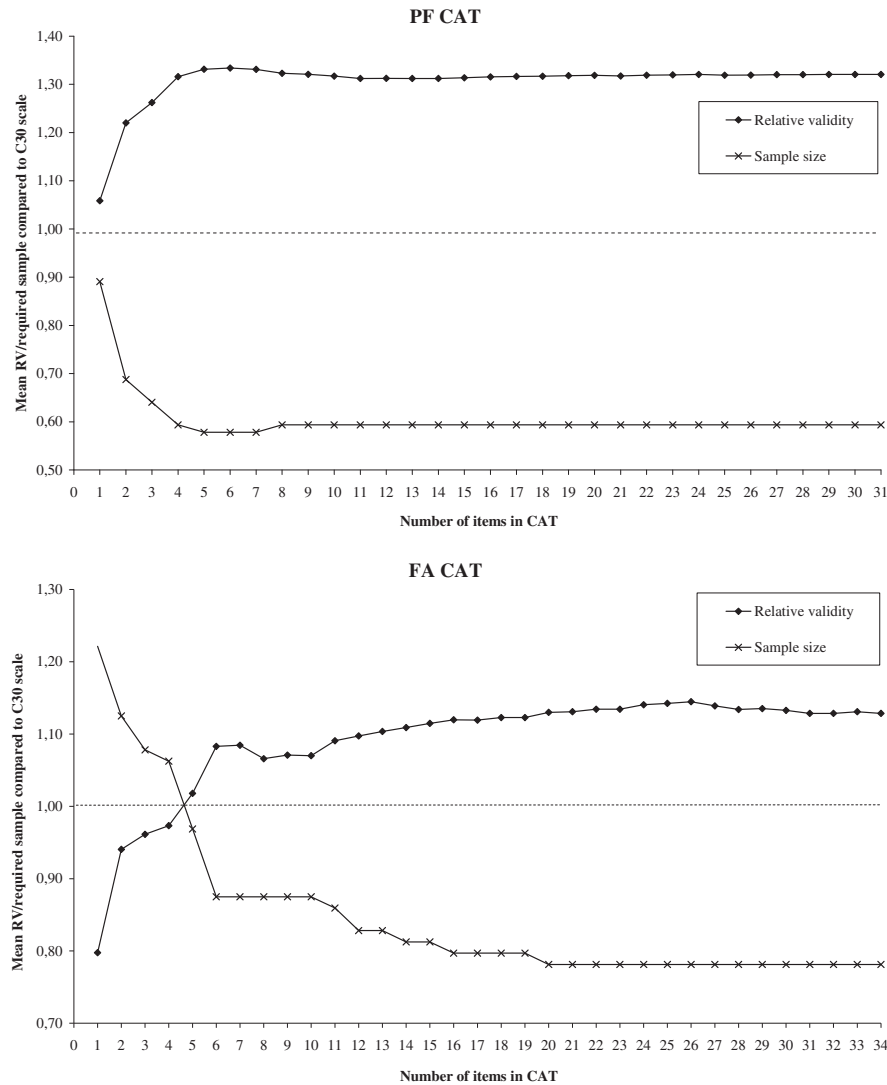 PF CAT
1,40
1,30
1,20
1,10
1,00
0,90
0,80
0,70
0,60
0,50
Mean RV/required sample compared to C30 scale
Relative validity
Sample size
0 1 2 3 4 5 6 7 8 9 10 11 12 13 14 15 16 17 18 19 20 21 22 23 24 25 26 27 28 29 30 31
Number of items in CAT
FA CAT
1,30
1,20
1,10
1,00
0,90
0,80
0,70
Mean RV/required sample compared to C30 scale
Relative validity
Sample size
0 1 2 3 4 5 6 7 8 9 10 11 12 13 14 15 16 17 18 19 20 21 22 23 24 25 26 27 28 29 30 31 32 33 34
Number of items in CAT